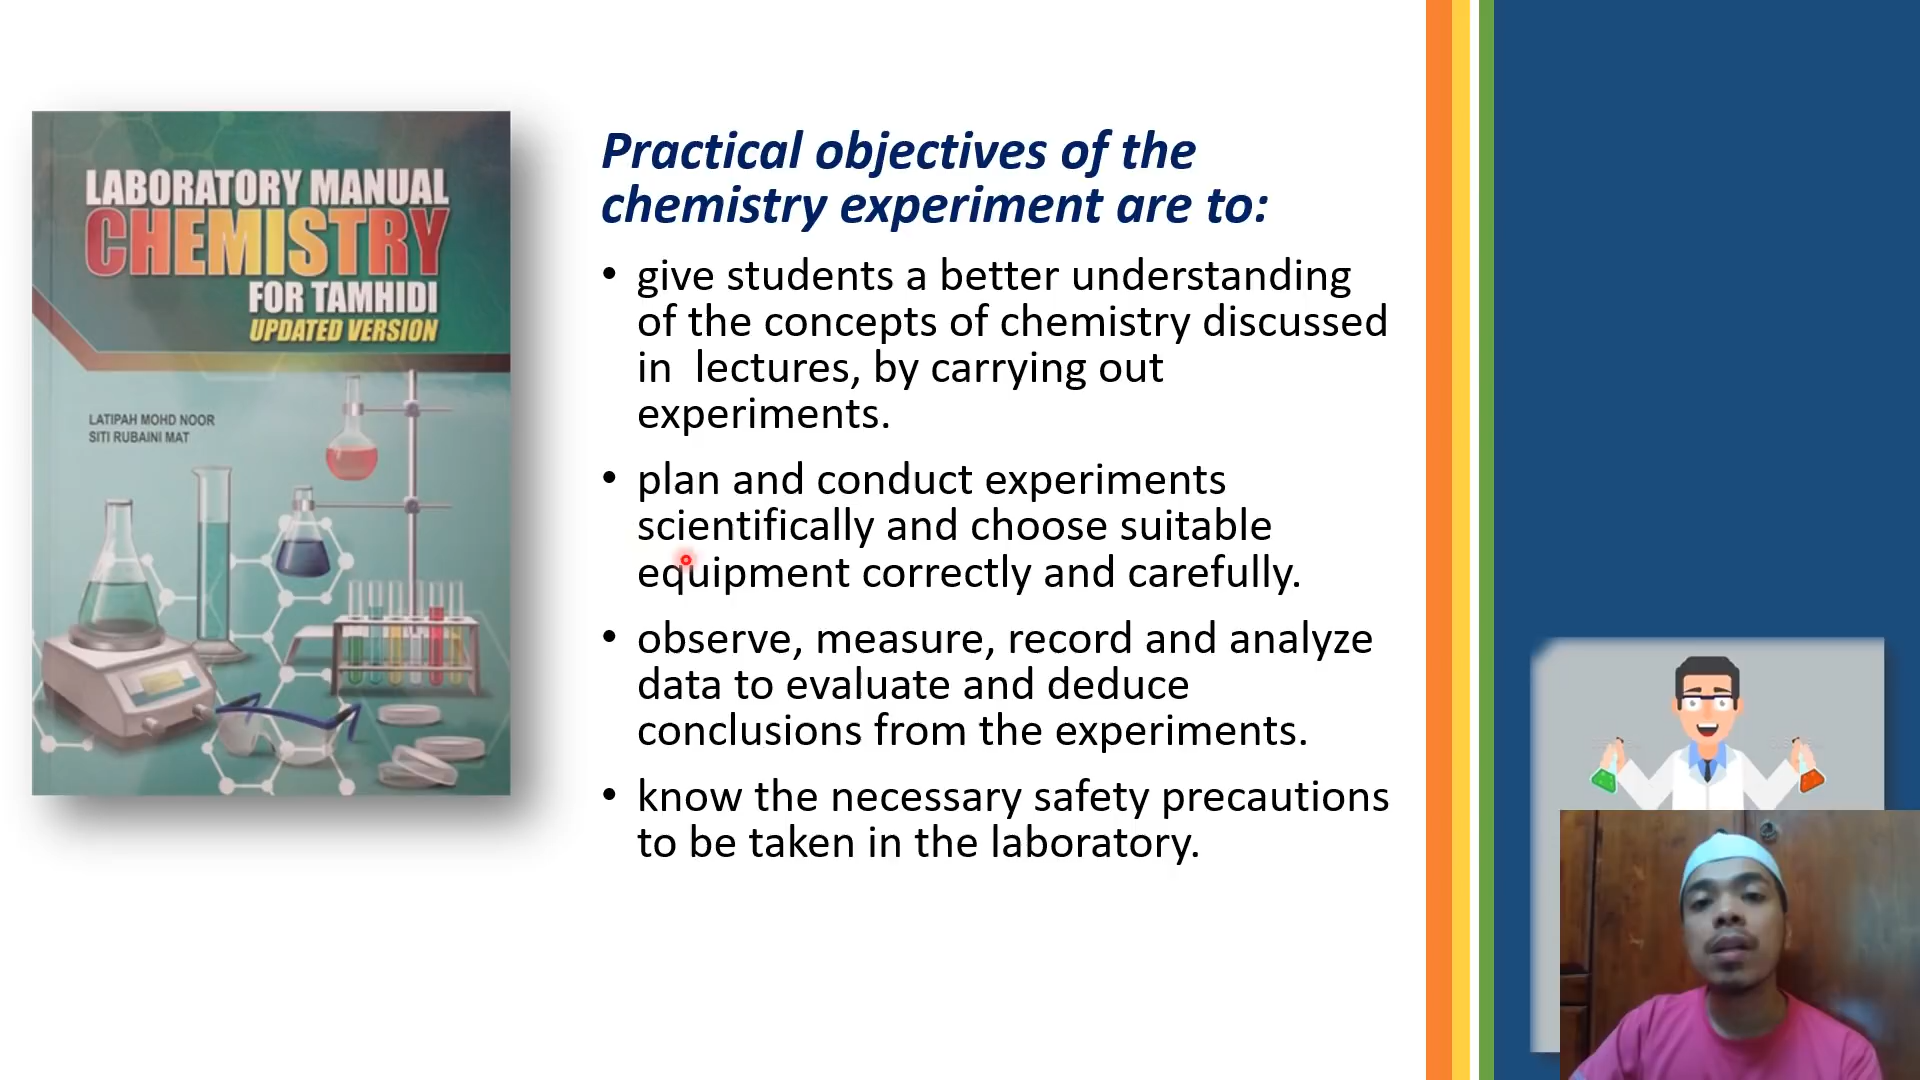 LABORATORY MANUAL
CHEMISTRY
FOR TAMHIDI
UPDATED VERSION
LATIPAH MOHD NOOR
SITI RUBAINI MAT
Practical objectives of the
chemistry experiment are to:
• give students a better understanding
of the concepts of chemistry discussed
in lectures, by carrying out
experiments.
• plan and conduct experiments
scientifically and choose suitable
equipment correctly and carefully.
• observe, measure, record and analyze
data to evaluate and deduce
conclusions from the experiments.
• know the necessary safety precautions
to be taken in the laboratory.